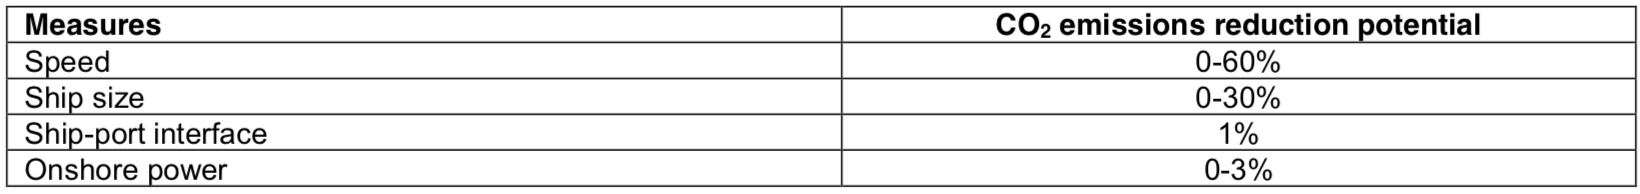 Measures CO₂ emissions reduction potential
Speed 0-60%
Ship size 0-30%
Ship-port interface 1%
Onshore power 0-3%